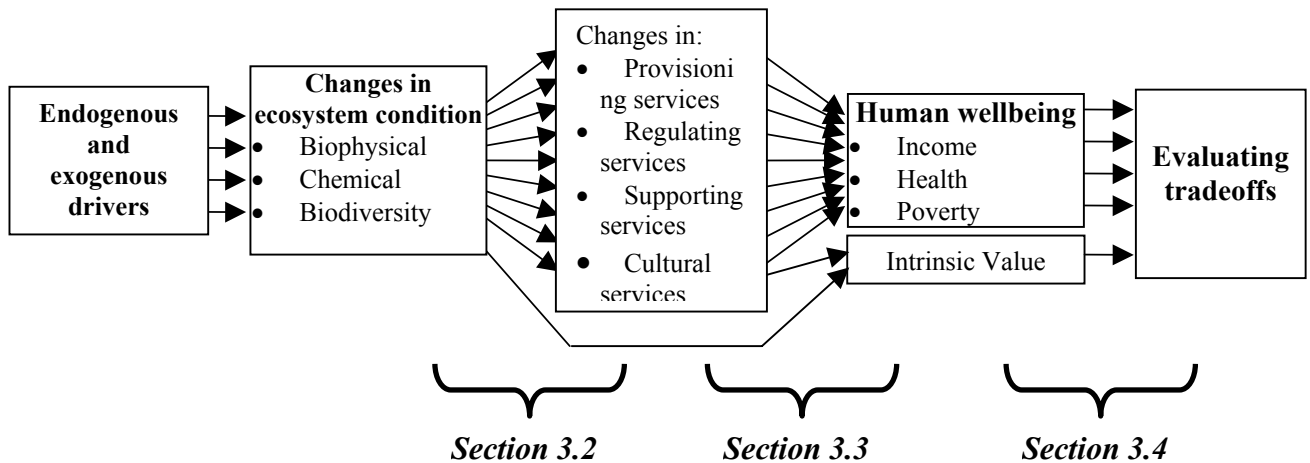 Endogenous
and
exogenous
drivers
Changes in
ecosystem condition
• Biophysical
• Chemical
• Biodiversity
Changes in:
• Provisioni
ng services
• Regulating
services
• Supporting
services
• Cultural
services
Human wellbeing
• Income
• Health
• Poverty
Intrinsic Value
Evaluating
tradeoffs
Section 3.2
Section 3.3
Section 3.4